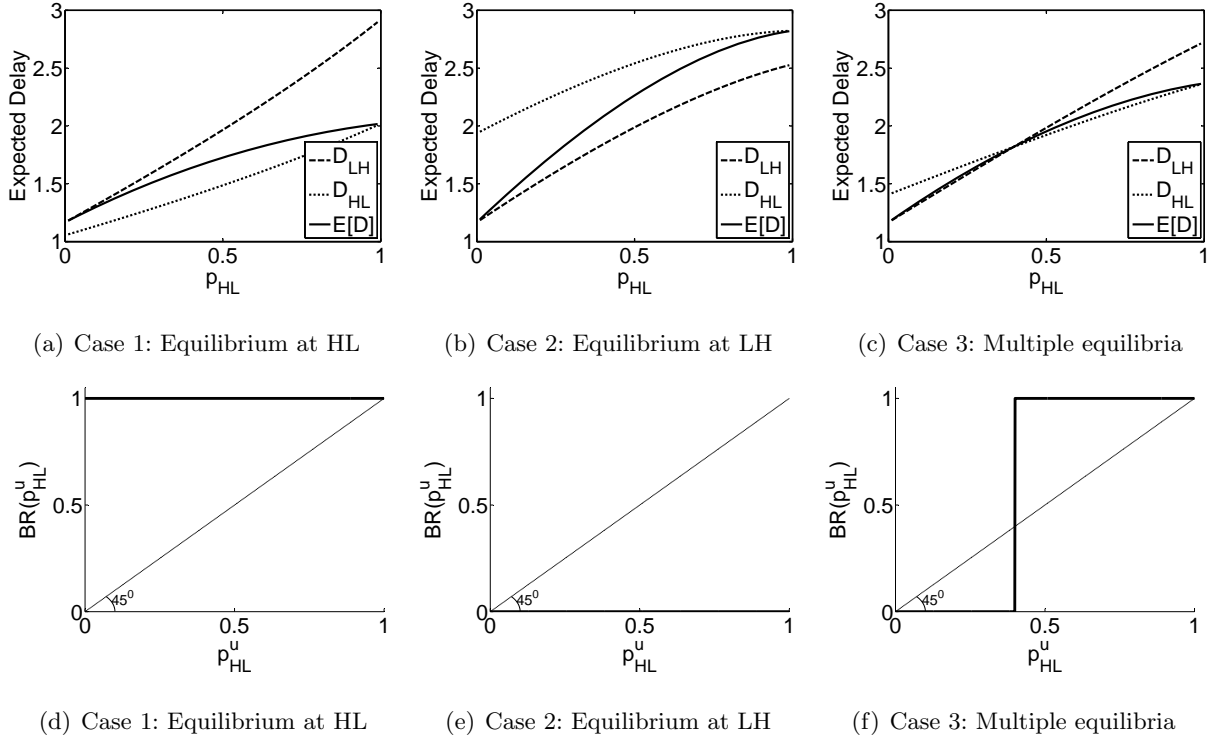 3
2.5
2
1.5
1
Expected Delay
0 0.5 1
p_HL
D_LH
D_HL
E[D]
3
2.5
2
1.5
1
Expected Delay
0 0.5 1
p_HL
D_LH
D_HL
E[D]
3
2.5
2
1.5
1
Expected Delay
0 0.5 1
p_HL
D_LH
D_HL
E[D]
(a) Case 1: Equilibrium at HL
(b) Case 2: Equilibrium at LH
(c) Case 3: Multiple equilibria
1
0.5
0
BR(p^u_HL)
45^0
0 0.5 1
p^u_HL
1
0.5
0
BR(p^u_HL)
45^0
0 0.5 1
p^u_HL
1
0.5
0
BR(p^u_HL)
45^0
0 0.5 1
p^u_HL
(d) Case 1: Equilibrium at HL
(e) Case 2: Equilibrium at LH
(f) Case 3: Multiple equilibria